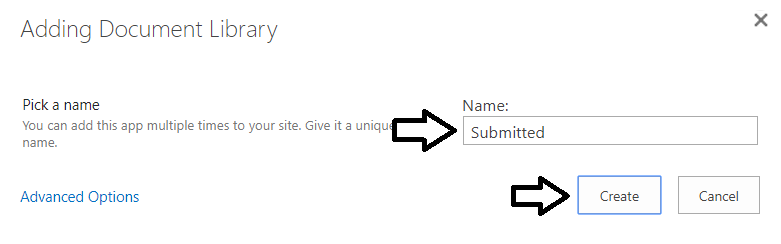 Adding Document Library
Pick a name
Name:
You can add this app multiple times to your site. Give it a unique
name.
Submitted
Advanced Options
Create
Cancel